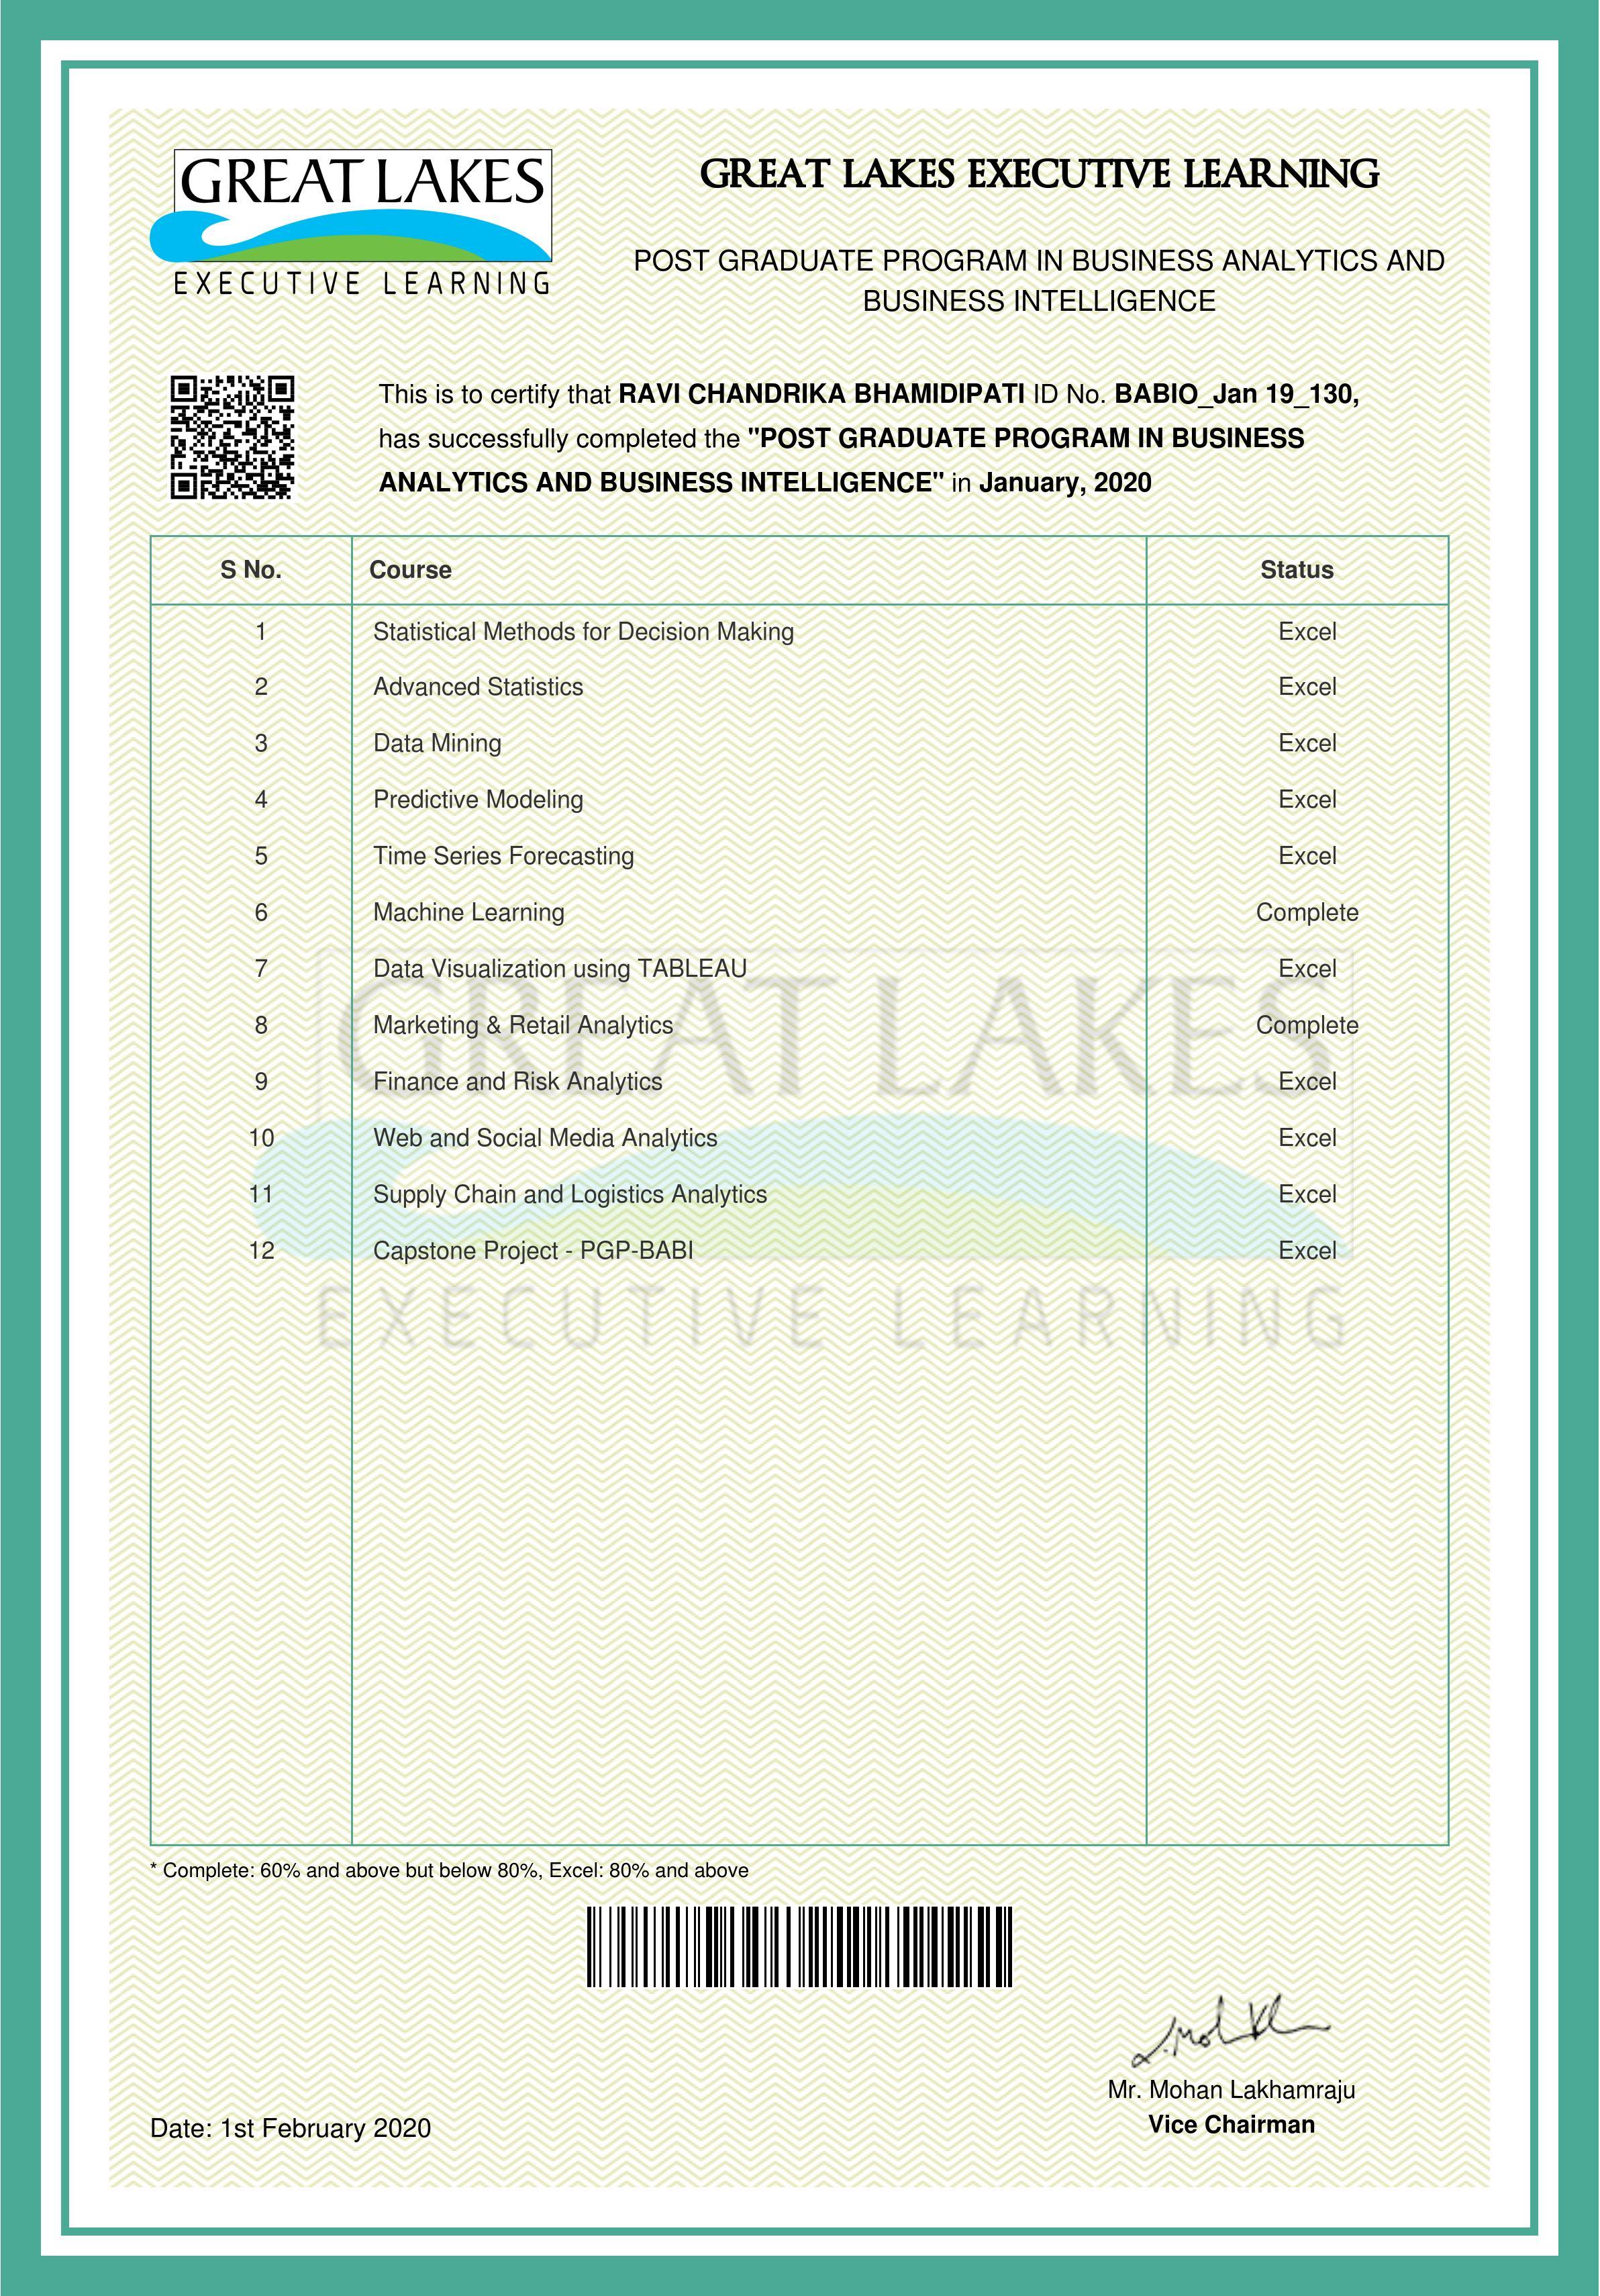 GREAT LAKES
EXECUTIVE LEARNING
GREAT LAKES EXECUTIVE LEARNING
POST GRADUATE PROGRAM IN BUSINESS ANALYTICS AND
BUSINESS INTELLIGENCE
This is to certify that RAVI CHANDRIKA BHAMIDIPATI ID No. BABIO_Jan 19_130,
has successfully completed the "POST GRADUATE PROGRAM IN BUSINESS
ANALYTICS AND BUSINESS INTELLIGENCE" in January, 2020
S No. Course Status
1 Statistical Methods for Decision Making Excel
2 Advanced Statistics Excel
3 Data Mining Excel
4 Predictive Modeling Excel
5 Time Series Forecasting Excel
6 Machine Learning Complete
7 Data Visualization using TABLEAU Excel
8 Marketing & Retail Analytics Complete
9 Finance and Risk Analytics Excel
10 Web and Social Media Analytics Excel
11 Supply Chain and Logistics Analytics Excel
12 Capstone Project - PGP-BABI Excel
GREAT LAKES
EXECUTIVE LEARNING
* Complete: 60% and above but below 80%, Excel: 80% and above
Mr. Mohan Lakhamraju
Vice Chairman
Date: 1st February 2020